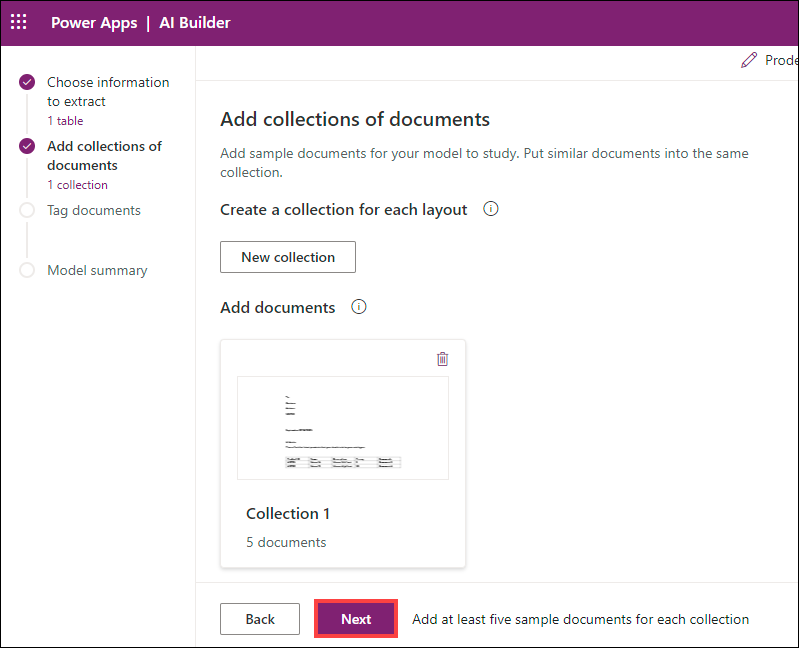 Power Apps | AI Builder
Prode
Choose information
to extract
1 table
Add collections of
documents
1 collection
Tag documents
Model summary
Add collections of documents
Add sample documents for your model to study. Put similar documents into the same
collection.
Create a collection for each layout
New collection
Add documents
Collection 1
5 documents
Back
Next
Add at least five sample documents for each collection